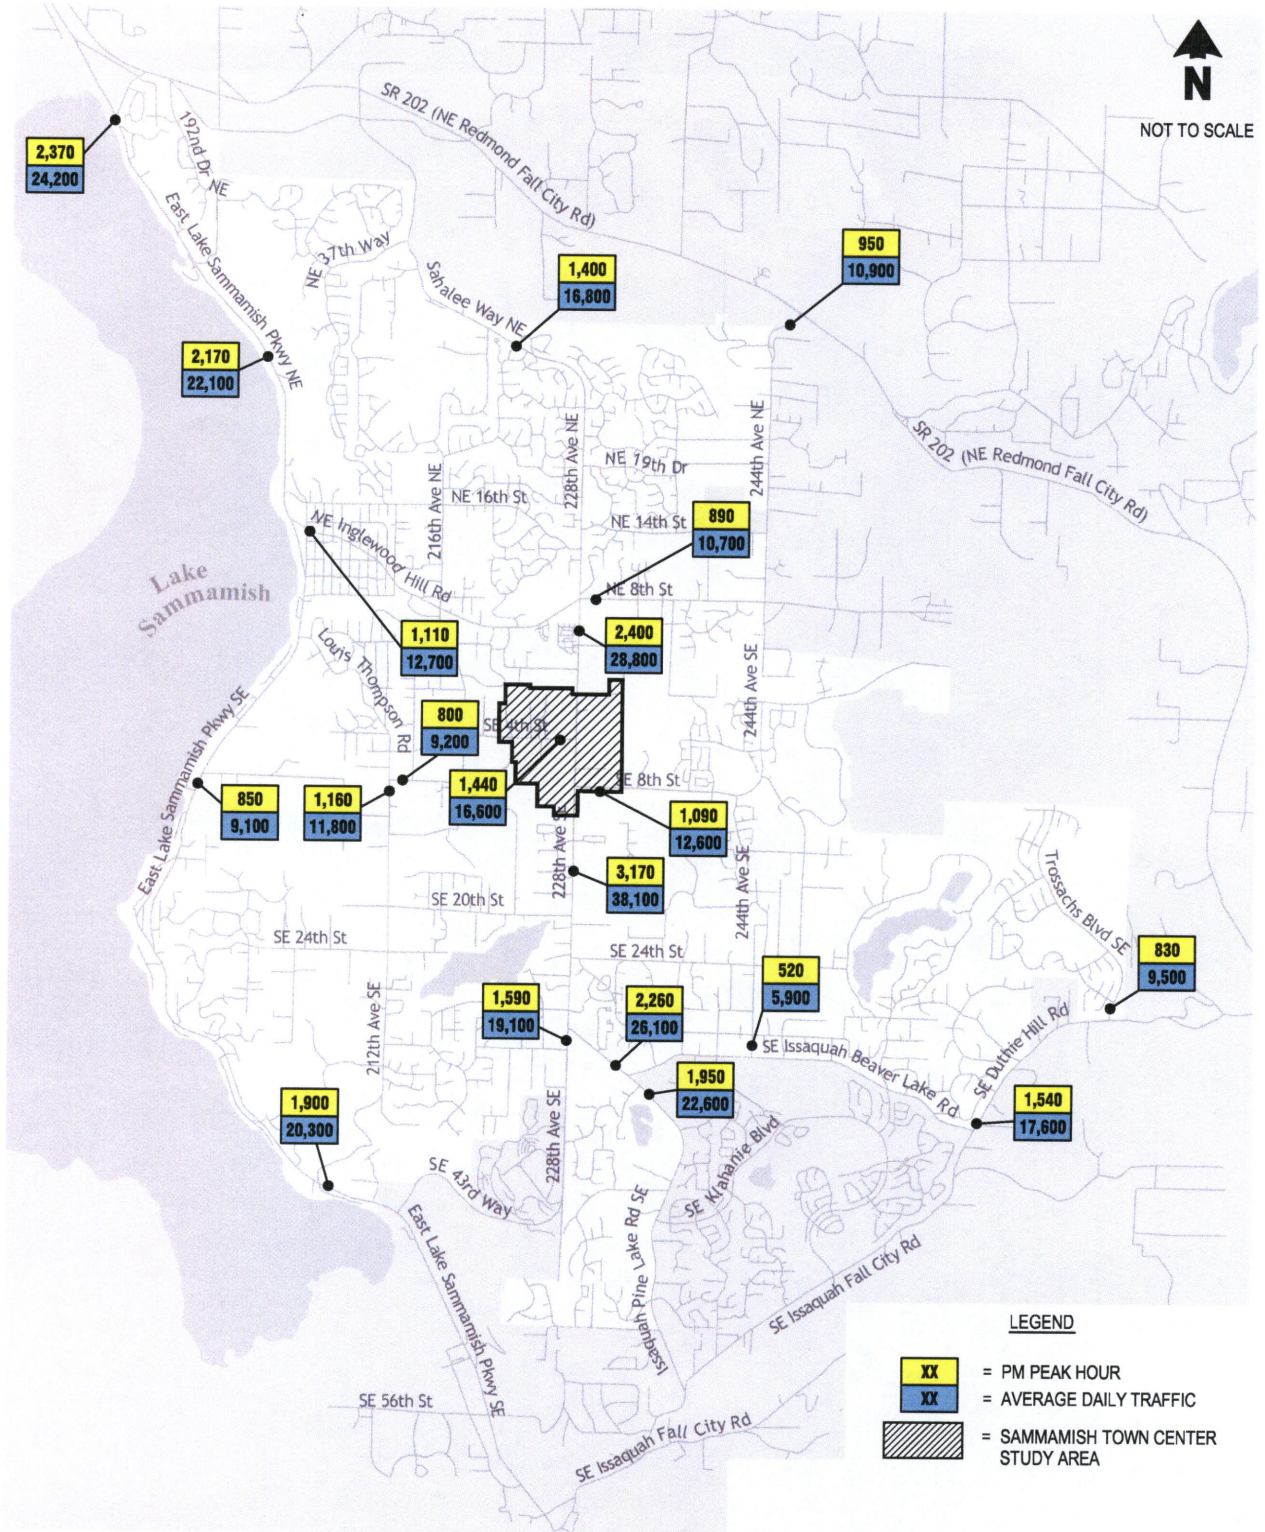 N
NOT TO SCALE
SR 202 (NE Redmond Fall City Rd)
192nd Dr NE
2,370
24,200
East Lake Sammamish Pkwy NE
NE 37th Way
Sahalee Way NE
1,400
16,800
950
10,900
2,170
22,100
228th Ave NE
244th Ave NE
NE 19th Dr
SR 202 (NE Redmond Fall City Rd)
216th Ave NE
NE 16th St
NE 14th St
890
10,700
NE Inglewood Hill Rd
Lake
Sammamish
NE 8th St
1,110
12,700
2,400
28,800
Louis Thompson Rd
244th Ave SE
East Lake Sammamish Pkwy SE
800
9,200
SE 4th St
1,440
16,600
SE 8th St
850
9,100
1,160
11,800
1,090
12,600
228th Ave SE
3,170
38,100
244th Ave SE
Trossachs Blvd SE
SE 20th St
SE 24th St
SE 24th St
830
9,500
520
5,900
1,590
19,100
2,260
26,100
212th Ave SE
SE Issaquah Beaver Lake Rd
SE Duthie Hill Rd
1,950
22,600
1,540
17,600
1,900
20,300
228th Ave SE
SE Klahanie Blvd
SE 43rd Way
Issaquah Pine Lake Rd SE
East Lake Sammamish Pkwy SE
SE Issaquah Fall City Rd
SE 56th St
SE Issaquah Fall City Rd
LEGEND
XX = PM PEAK HOUR
XX = AVERAGE DAILY TRAFFIC
= SAMMAMISH TOWN CENTER
STUDY AREA